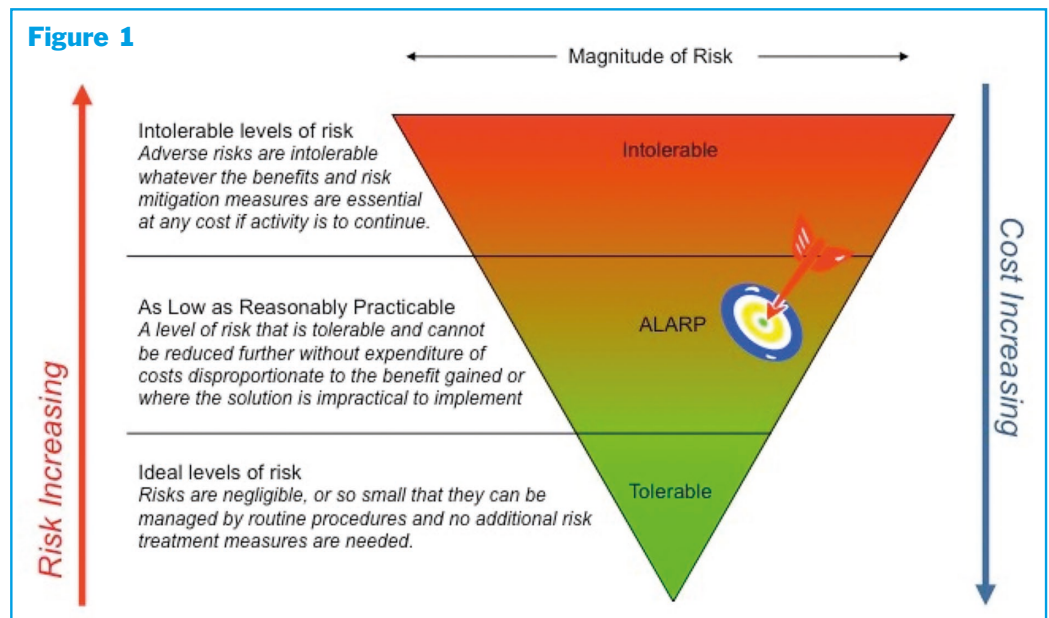 Figure 1
Magnitude of Risk
Intolerable levels of risk
Adverse risks are intolerable
whatever the benefits and risk
mitigation measures are essential
at any cost if activity is to continue.
Intolerable
As Low as Reasonably Practicable
A level of risk that is tolerable and cannot
be reduced further without expenditure of
costs disproportionate to the benefit gained or
where the solution is impractical to implement
ALARP
Ideal levels of risk
Risks are negligible, or so small that they can be
managed by routine procedures and no additional risk
treatment measures are needed.
Tolerable
Risk Increasing
Cost Increasing